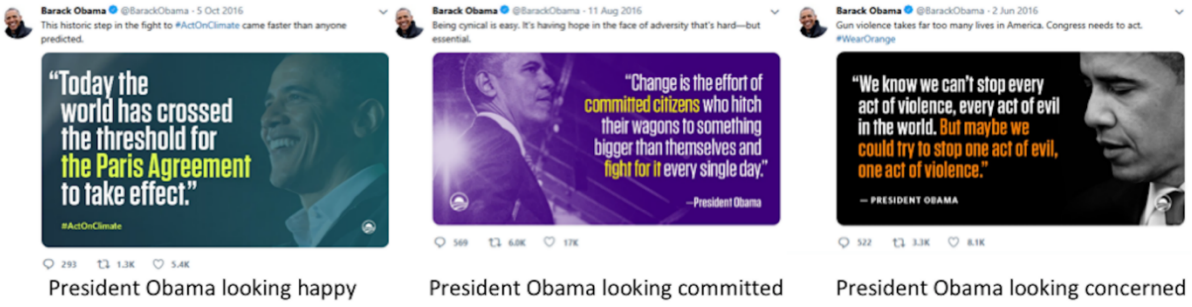 Barack Obama @BarackObama - 5 Oct 2016
This historic step in the fight to #ActOnClimate came faster than anyone
predicted.
“Today the
world has crossed
the threshold for
the Paris Agreement
to take effect.”
#ActOnClimate
293 1.3K 5.4K
President Obama looking happy
Barack Obama @BarackObama - 11 Aug 2016
Being cynical is easy. It's having hope in the face of adversity that's hard—but
essential.
“Change is the effort of
committed citizens who hitch
their wagons to something
bigger than themselves and
fight for it every single day.”
—President Obama
569 6.0K 17K
President Obama looking committed
Barack Obama @BarackObama - 2 Jun 2016
Gun violence takes far too many lives in America. Congress needs to act.
#WearOrange
“We know we can’t stop every
act of violence, every act of evil
in the world. But maybe we
could try to stop one act of evil,
one act of violence.”
— PRESIDENT OBAMA
522 3.3K 8.1K
President Obama looking concerned